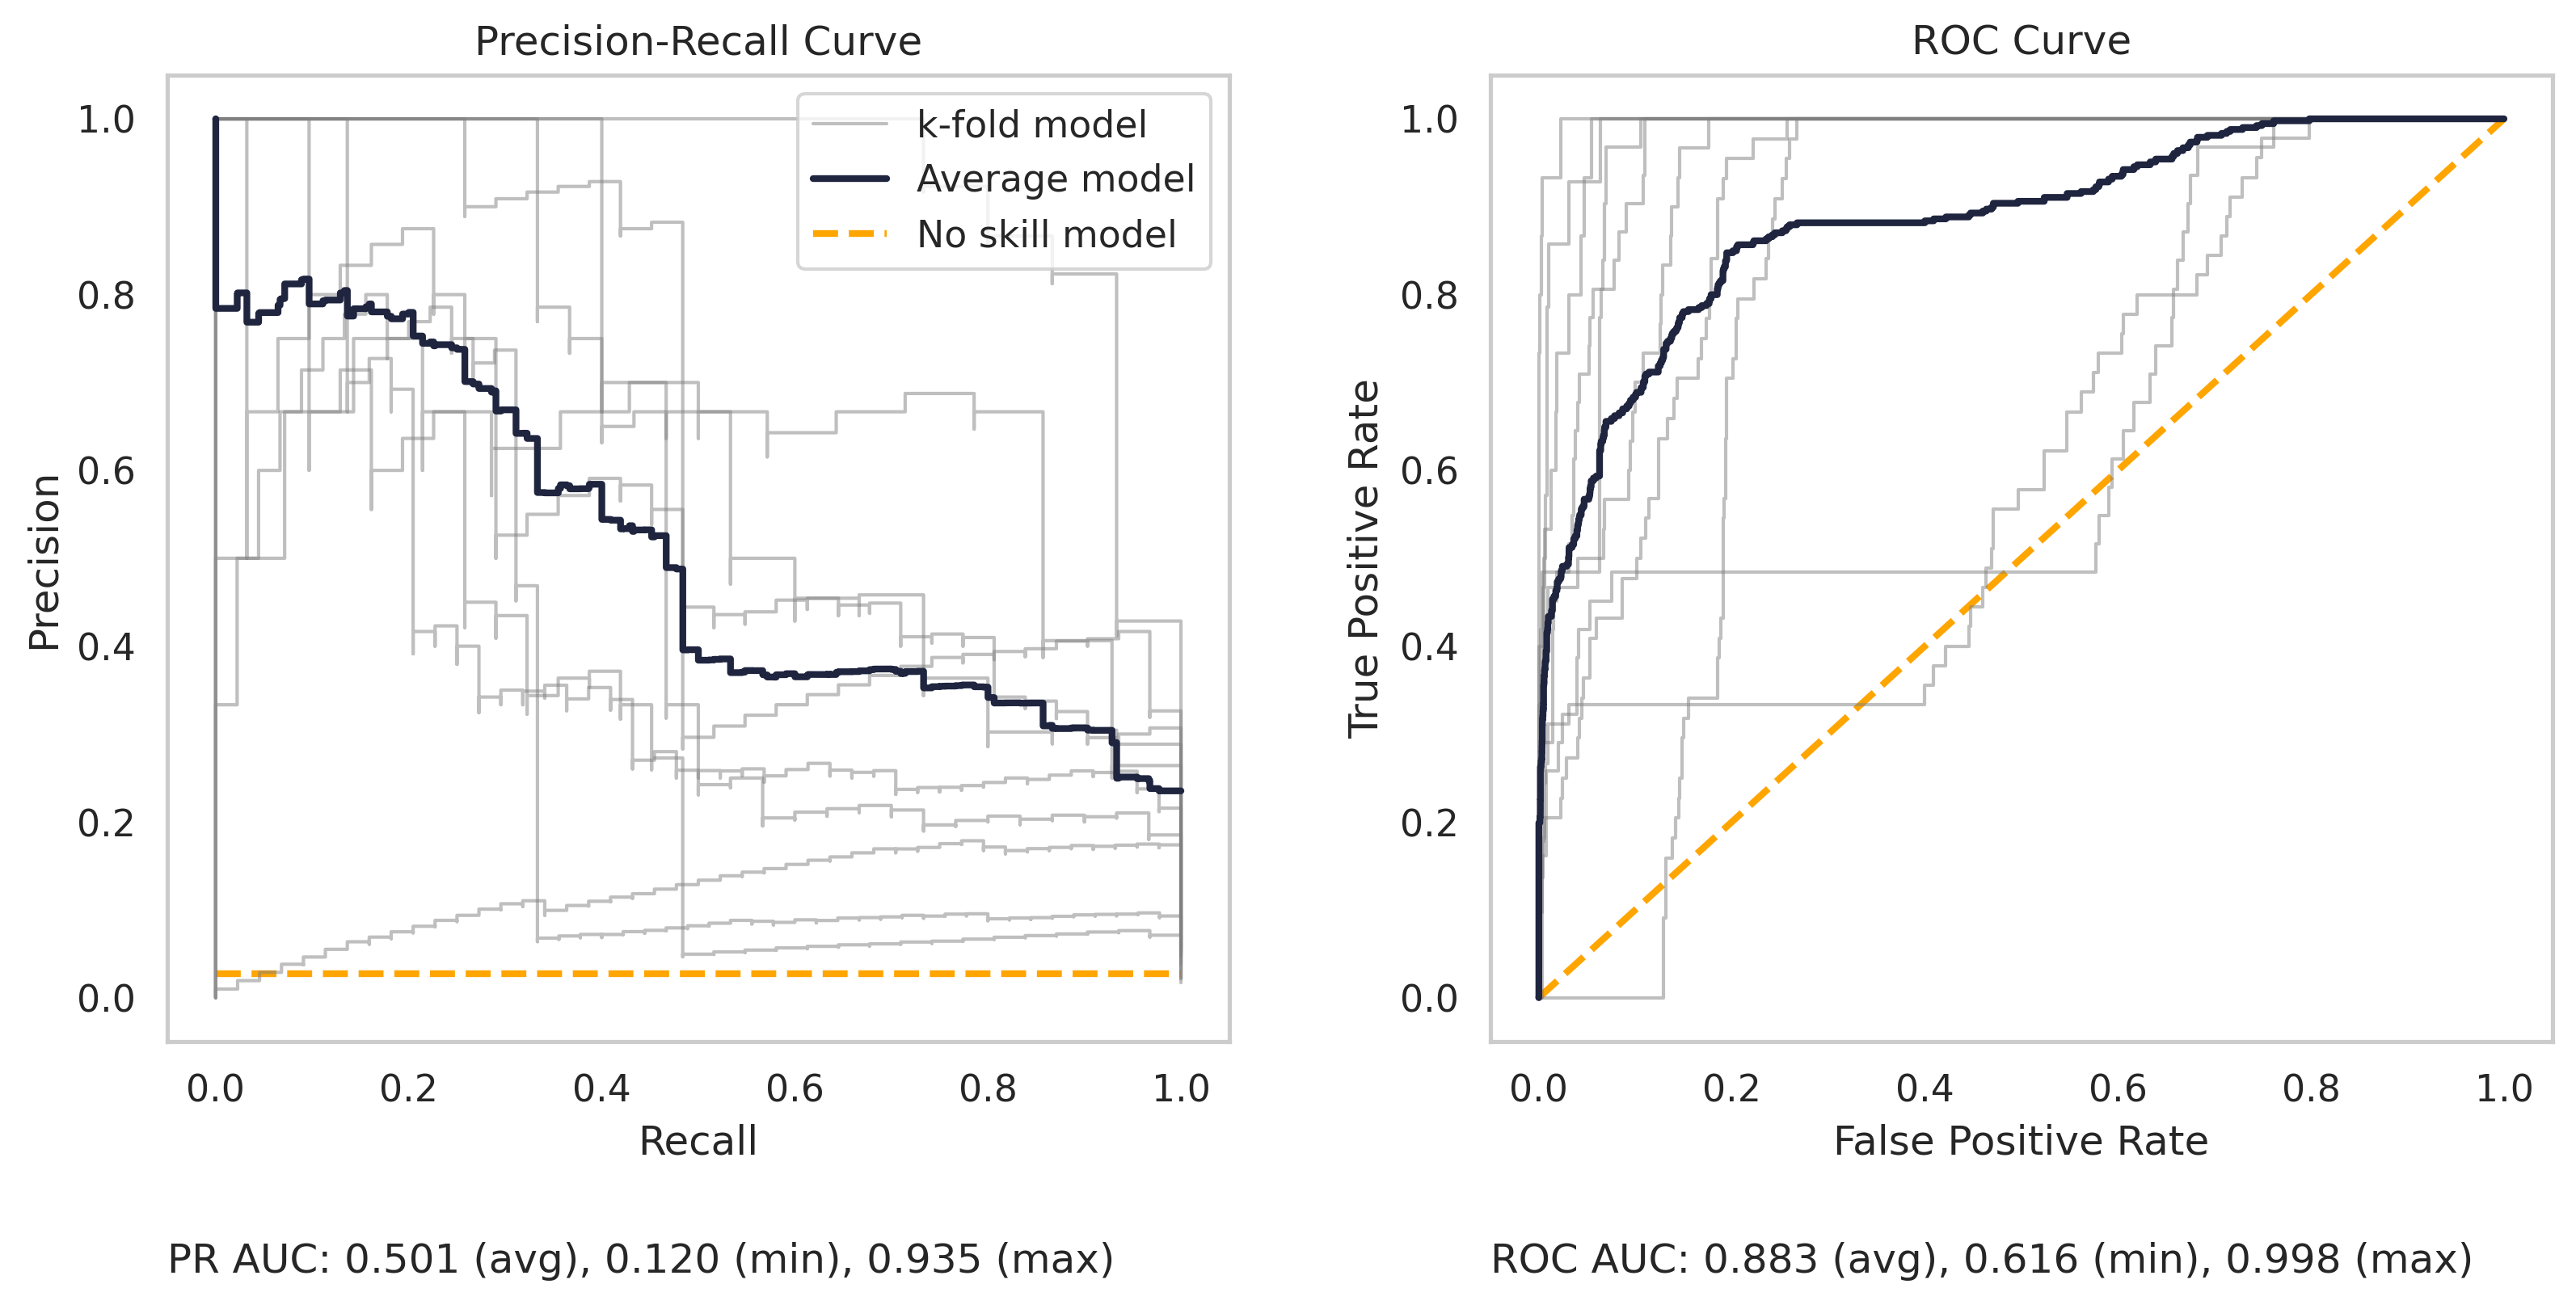 Precision-Recall Curve
1.0
0.8
0.6
0.4
0.2
0.0
Precision
0.0 0.2 0.4 0.6 0.8 1.0
Recall
k-fold model
Average model
No skill model
PR AUC: 0.501 (avg), 0.120 (min), 0.935 (max)
ROC Curve
1.0
0.8
0.6
0.4
0.2
0.0
True Positive Rate
0.0 0.2 0.4 0.6 0.8 1.0
False Positive Rate
ROC AUC: 0.883 (avg), 0.616 (min), 0.998 (max)